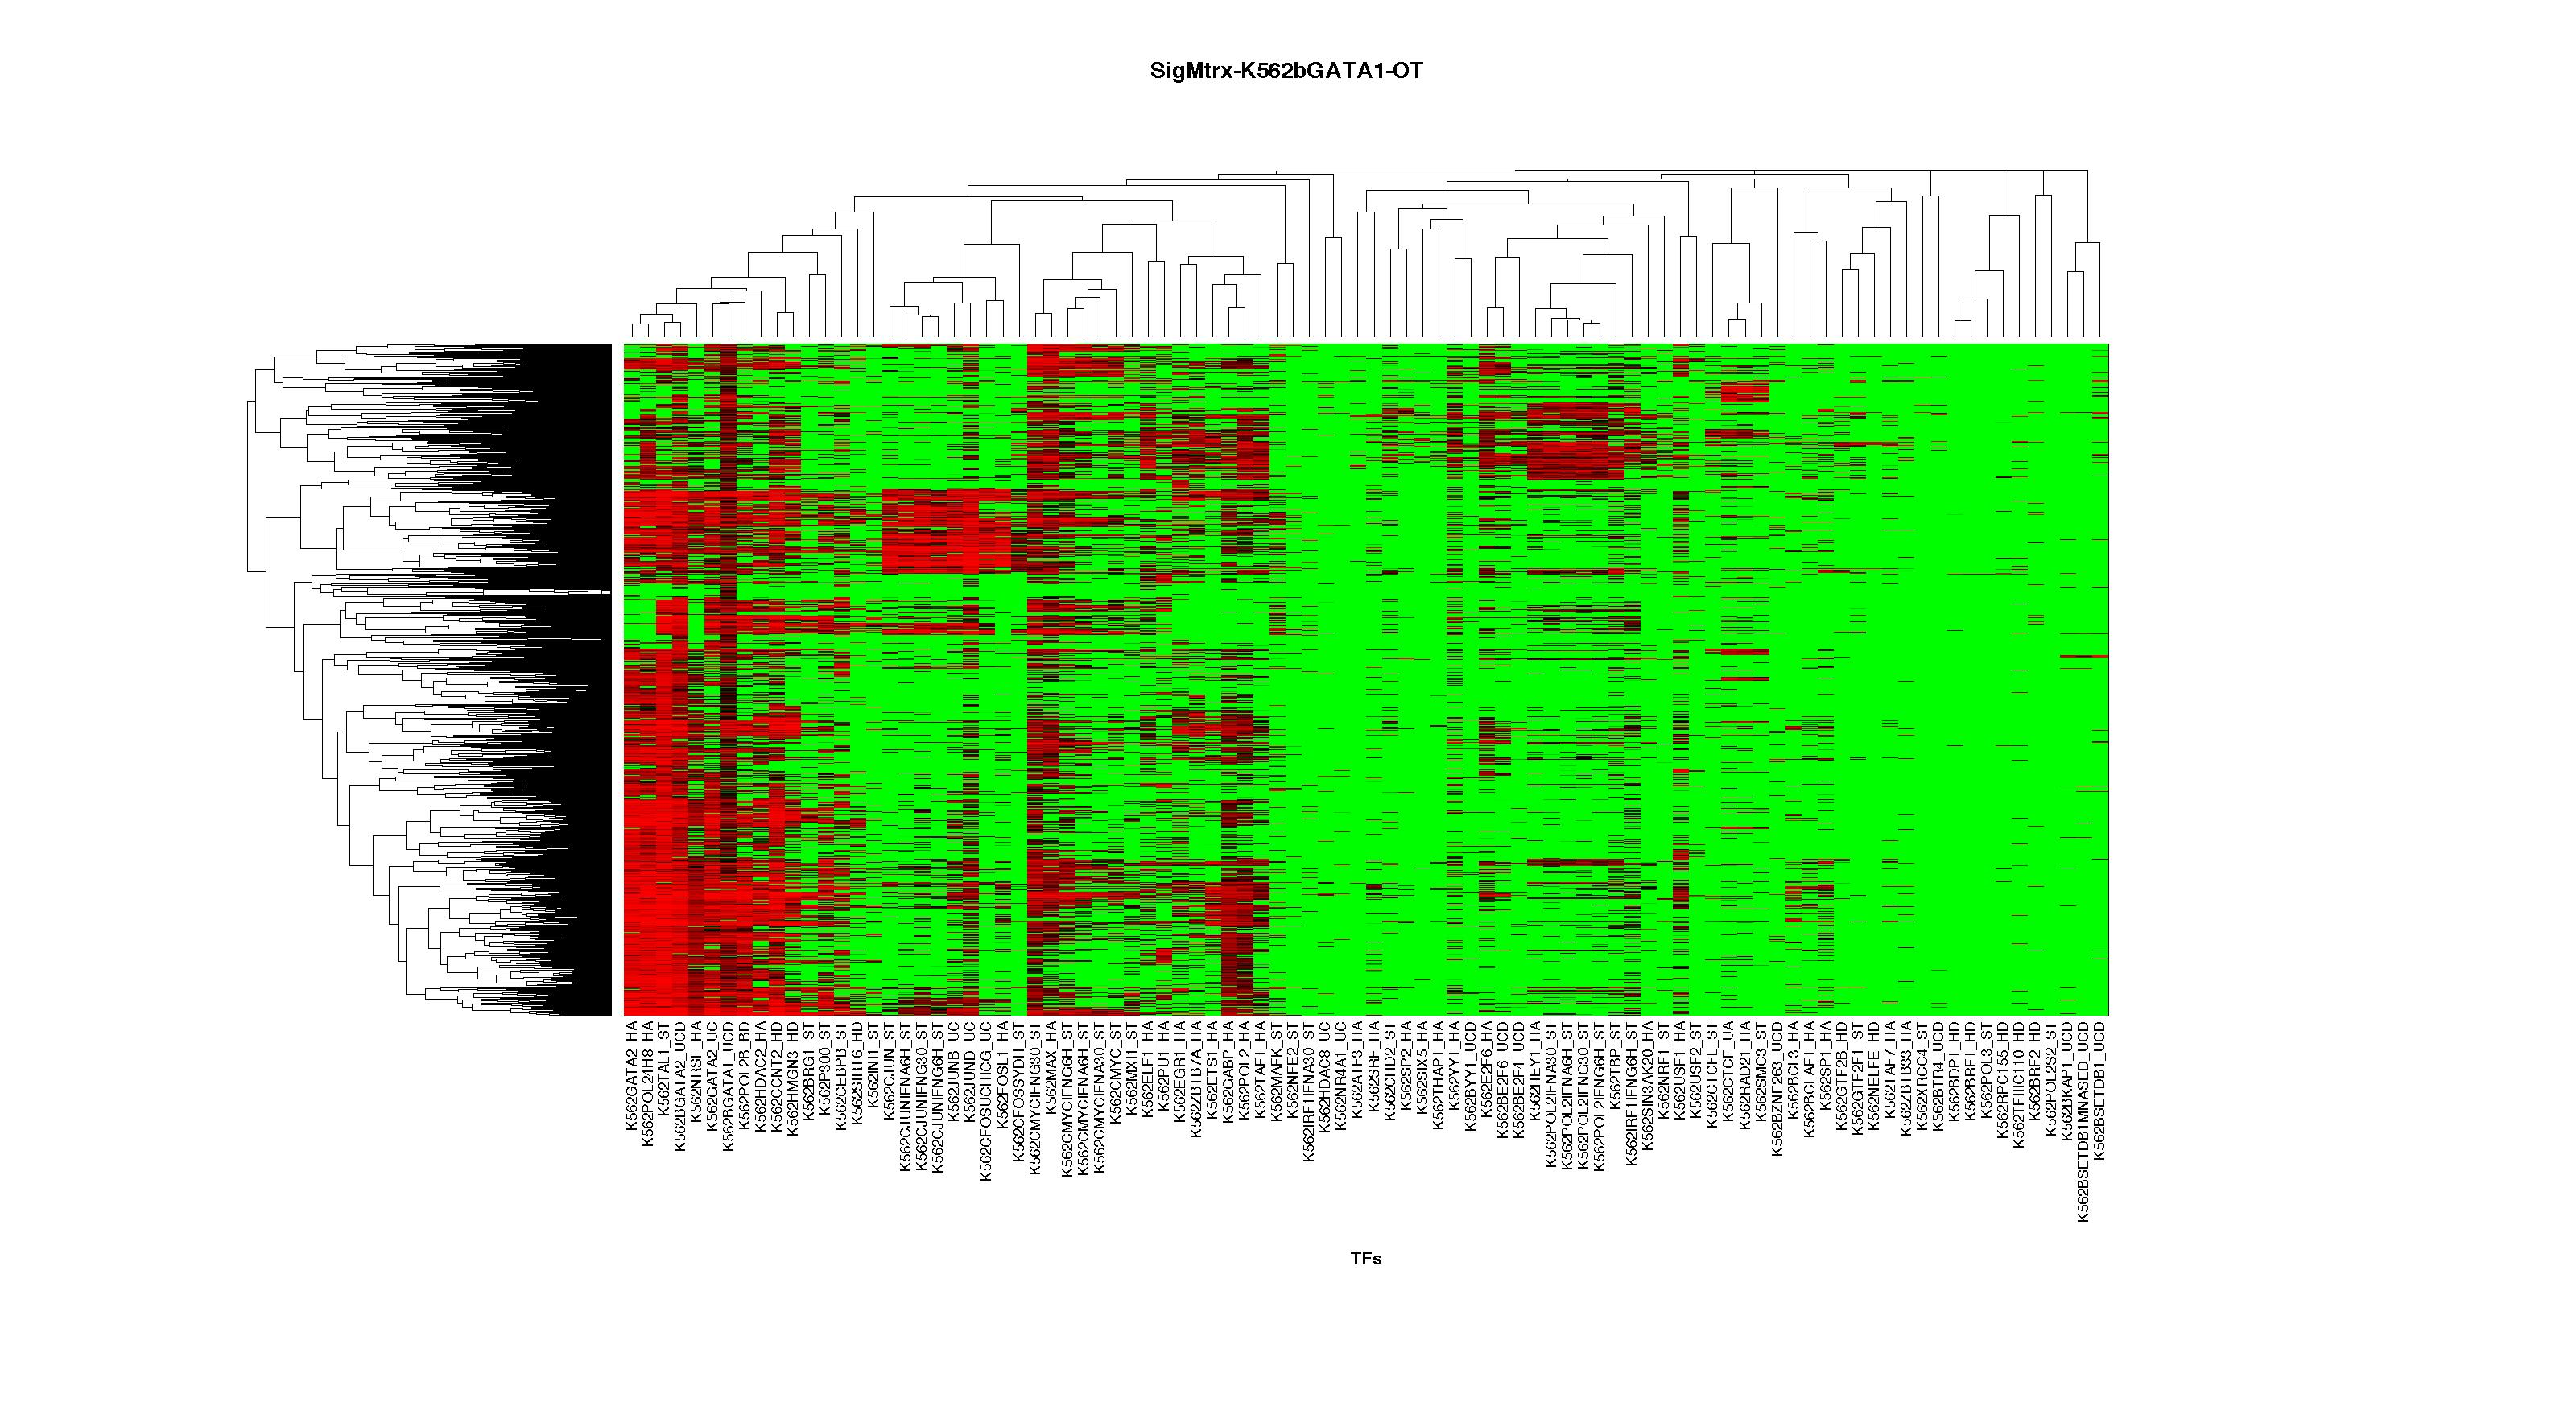 SigMtrx-K562bGATA1-OT
K562GATA2_HA
K562POL24H8_HA
K562TAL1_ST
K562BGATA2_UCD
K562NRSF_HA
K562GATA2_UC
K562BGATA1_UCD
K562POL2B_BD
K562HDAC2_HA
K562CCNT2_HD
K562HMGN3_HD
K562BRG1_ST
K562P300_ST
K562CEBPB_ST
K562SIRT6_HD
K562INI1_ST
K562CJUN_ST
K562CJUNIFNA6H_ST
K562CJUNIFNG30_ST
K562CJUNIFNG6H_ST
K562JUNB_UC
K562JUND_UC
K562CFOSUCHICG_UC
K562FOSL1_HA
K562CFOSSYDH_ST
K562CMYCIFNG30_ST
K562MAX_HA
K562CMYCIFNG6H_ST
K562CMYCIFNA6H_ST
K562CMYCIFNA30_ST
K562CMYC_ST
K562MXI1_ST
K562ELF1_HA
K562PU1_HA
K562EGR1_HA
K562ZBTB7A_HA
K562ETS1_HA
K562GABP_HA
K562POL2_HA
K562TAF1_HA
K562MAFK_ST
K562NFE2_ST
K562IRF1IFNA30_ST
K562HDAC8_UC
K562NR4A1_UC
K562ATF3_HA
K562SRF_HA
K562CHD2_ST
K562SP2_HA
K562SIX5_HA
K562THAP1_HA
K562YY1_HA
K562BYY1_UCD
K562E2F6_HA
K562BE2F6_UCD
K562BE2F4_UCD
K562HEY1_HA
K562POL2IFNA30_ST
K562POL2IFNA6H_ST
K562POL2IFNG30_ST
K562POL2IFNG6H_ST
K562TBP_ST
K562IRF1IFNG6H_ST
K562SIN3AK20_HA
K562NRF1_ST
K562USF1_HA
K562USF2_ST
K562CTCFL_ST
K562CTCF_UA
K562RAD21_HA
K562SMC3_ST
K562BZNF263_UCD
K562BCL3_HA
K562BCLAF1_HA
K562SP1_HA
K562GTF2B_HD
K562GTF2F1_ST
K562NELFE_HD
K562TAF7_HA
K562ZBTB33_HA
K562XRCC4_ST
K562BTR4_UCD
K562BDP1_HD
K562BRF1_HD
K562POL3_ST
K562RPC155_HD
K562TFIIIC110_HD
K562BRF2_HD
K562POL2S2_ST
K562BKAP1_UCD
K562BSETDB1MNASED_UCD
K562BSETDB1_UCD
TFs